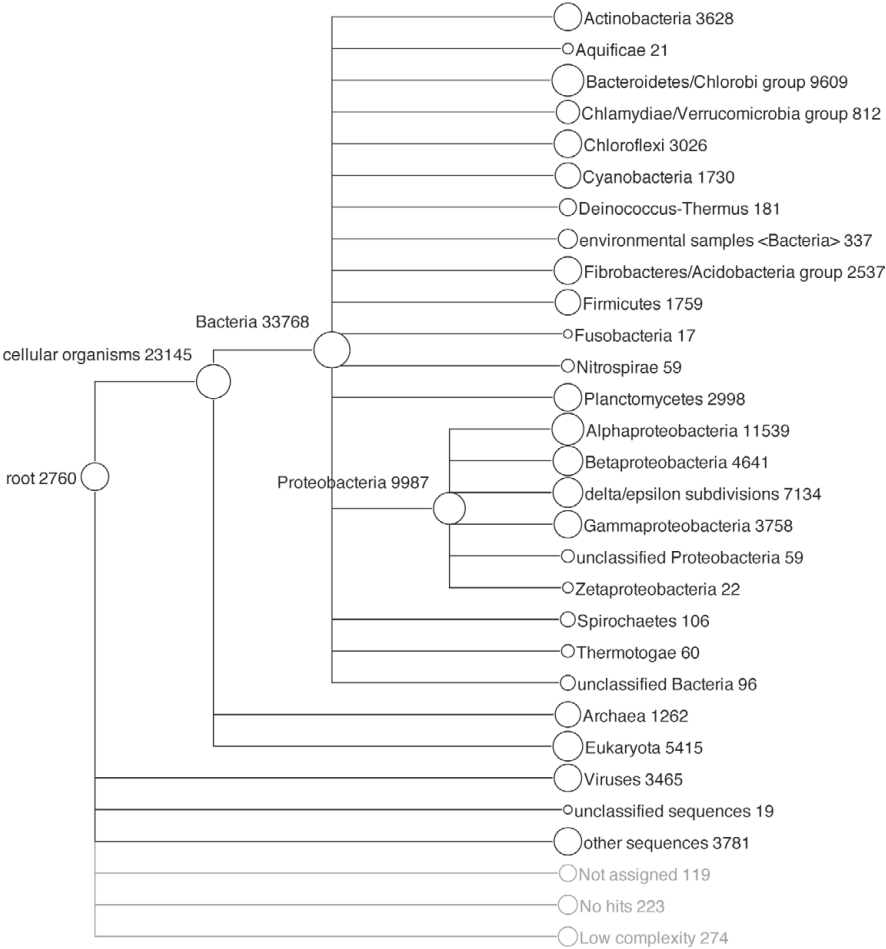 Actinobacteria 3628
Aquificae 21
Bacteroidetes/Chlorobi group 9609
Chlamydiae/Verrucomicrobia group 812
Chloroflexi 3026
Cyanobacteria 1730
Deinococcus-Thermus 181
environmental samples <Bacteria> 337
Fibrobacteres/Acidobacteria group 2537
Firmicutes 1759
Bacteria 33768
Fusobacteria 17
cellular organisms 23145
Nitrospirae 59
Planctomycetes 2998
Alphaproteobacteria 11539
Betaproteobacteria 4641
root 2760
Proteobacteria 9987
delta/epsilon subdivisions 7134
Gammaproteobacteria 3758
unclassified Proteobacteria 59
Zetaproteobacteria 22
Spirochaetes 106
Thermotogae 60
unclassified Bacteria 96
Archaea 1262
Eukaryota 5415
Viruses 3465
unclassified sequences 19
other sequences 3781
Not assigned 119
No hits 223
Low complexity 274